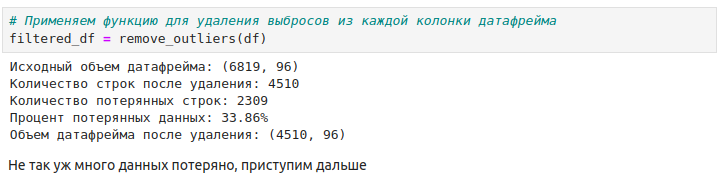 # Применяем функцию для удаления выбросов из каждой колонки датафрейма
filtered_df = remove_outliers(df)
Исходный объем датафрейма: (6819, 96)
Количество строк после удаления: 4510
Количество потерянных строк: 2309
Процент потерянных данных: 33.86%
Объем датафрейма после удаления: (4510, 96)
Не так уж много данных потеряно, приступим дальше